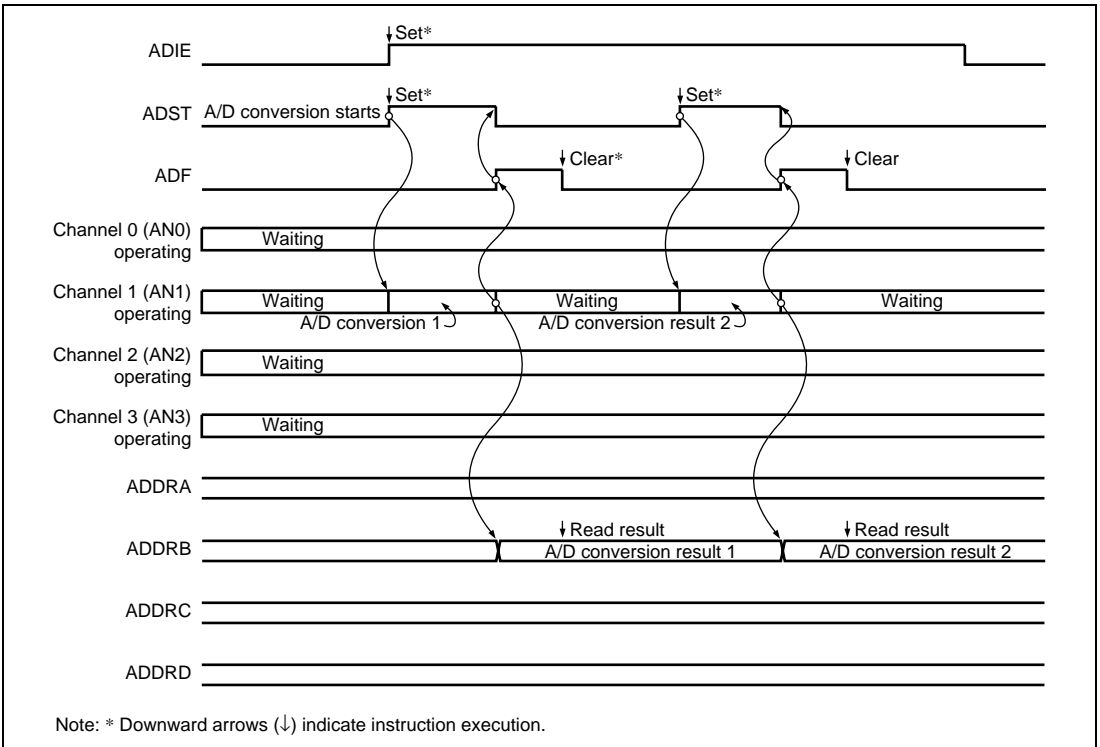 ↓Set*
ADIE
↓Set* ↓Set*
ADST A/D conversion starts
↓Clear* ↓Clear
ADF
Channel 0 (AN0)
operating
Waiting
Channel 1 (AN1)
operating
Waiting Waiting Waiting
A/D conversion 1 A/D conversion result 2
Channel 2 (AN2)
operating
Waiting
Channel 3 (AN3)
operating
Waiting
ADDRA
↓Read result ↓Read result
ADDRB A/D conversion result 1 A/D conversion result 2
ADDRC
ADDRD
Note: * Downward arrows (↓) indicate instruction execution.